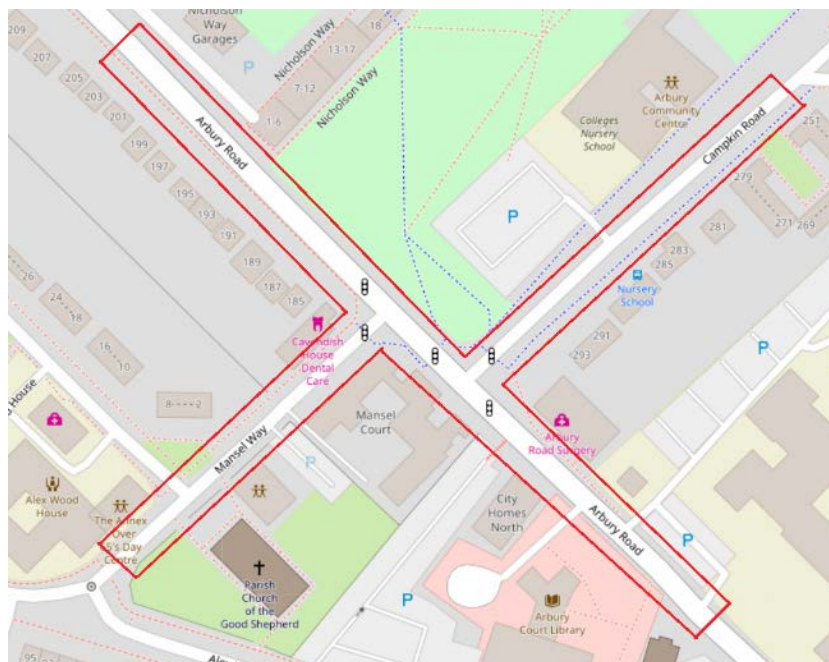 Nicholson
Way
Garages
18
209
207
P
13-17
Nicholson Way
7-12
205
203
201
1-6
Nicholson Way
Arbury Road
199
197
195
193
191
189
187
185
Arbury
Community
Centre
Colleges
Nursery
School
Campkin Road
251
P
279
271
269
281
283
285
Nursery
School
291
293
P
26
24
18
16
10
8----2
Cavendish
House
Dental
Care
Mansel
Court
Arbury
Road Surgery
d House
Mansel Way
P
Alex Wood
House
The Annex
Over
65's Day
Centre
City
Homes
North
Arbury Road
P
Parish
Church
of the
Good Shepherd
P
Arbury
Court Library
95